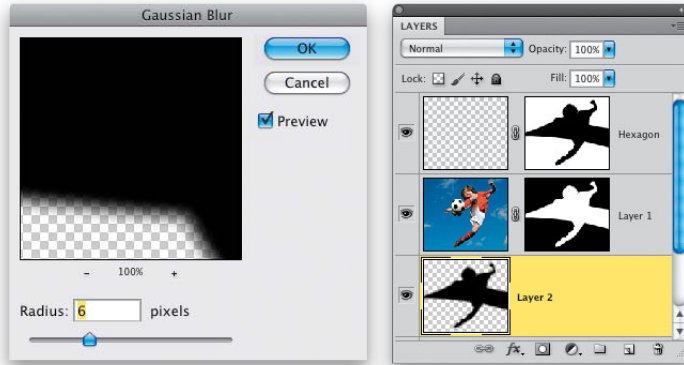 Gaussian Blur
OK
Cancel
Preview
- 100% +
Radius: 6 pixels
LAYERS
Normal Opacity: 100%
Lock: Fill: 100%
Hexagon
Layer 1
Layer 2
fx.